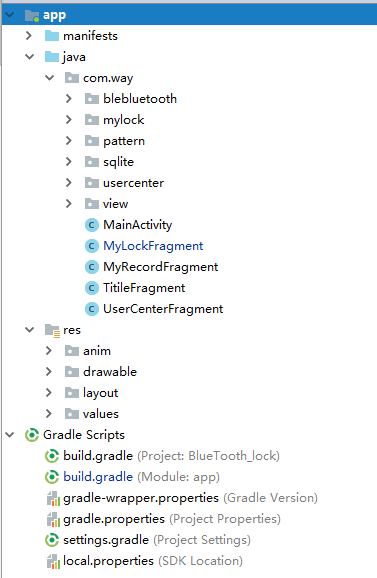 app
manifests
java
com.way
blebluetooth
mylock
pattern
sqlite
usercenter
view
MainActivity
MyLockFragment
MyRecordFragment
TitileFragment
UserCenterFragment
res
anim
drawable
layout
values
Gradle Scripts
build.gradle (Project: BlueTooth_lock)
build.gradle (Module: app)
gradle-wrapper.properties (Gradle Version)
gradle.properties (Project Properties)
settings.gradle (Project Settings)
local.properties (SDK Location)